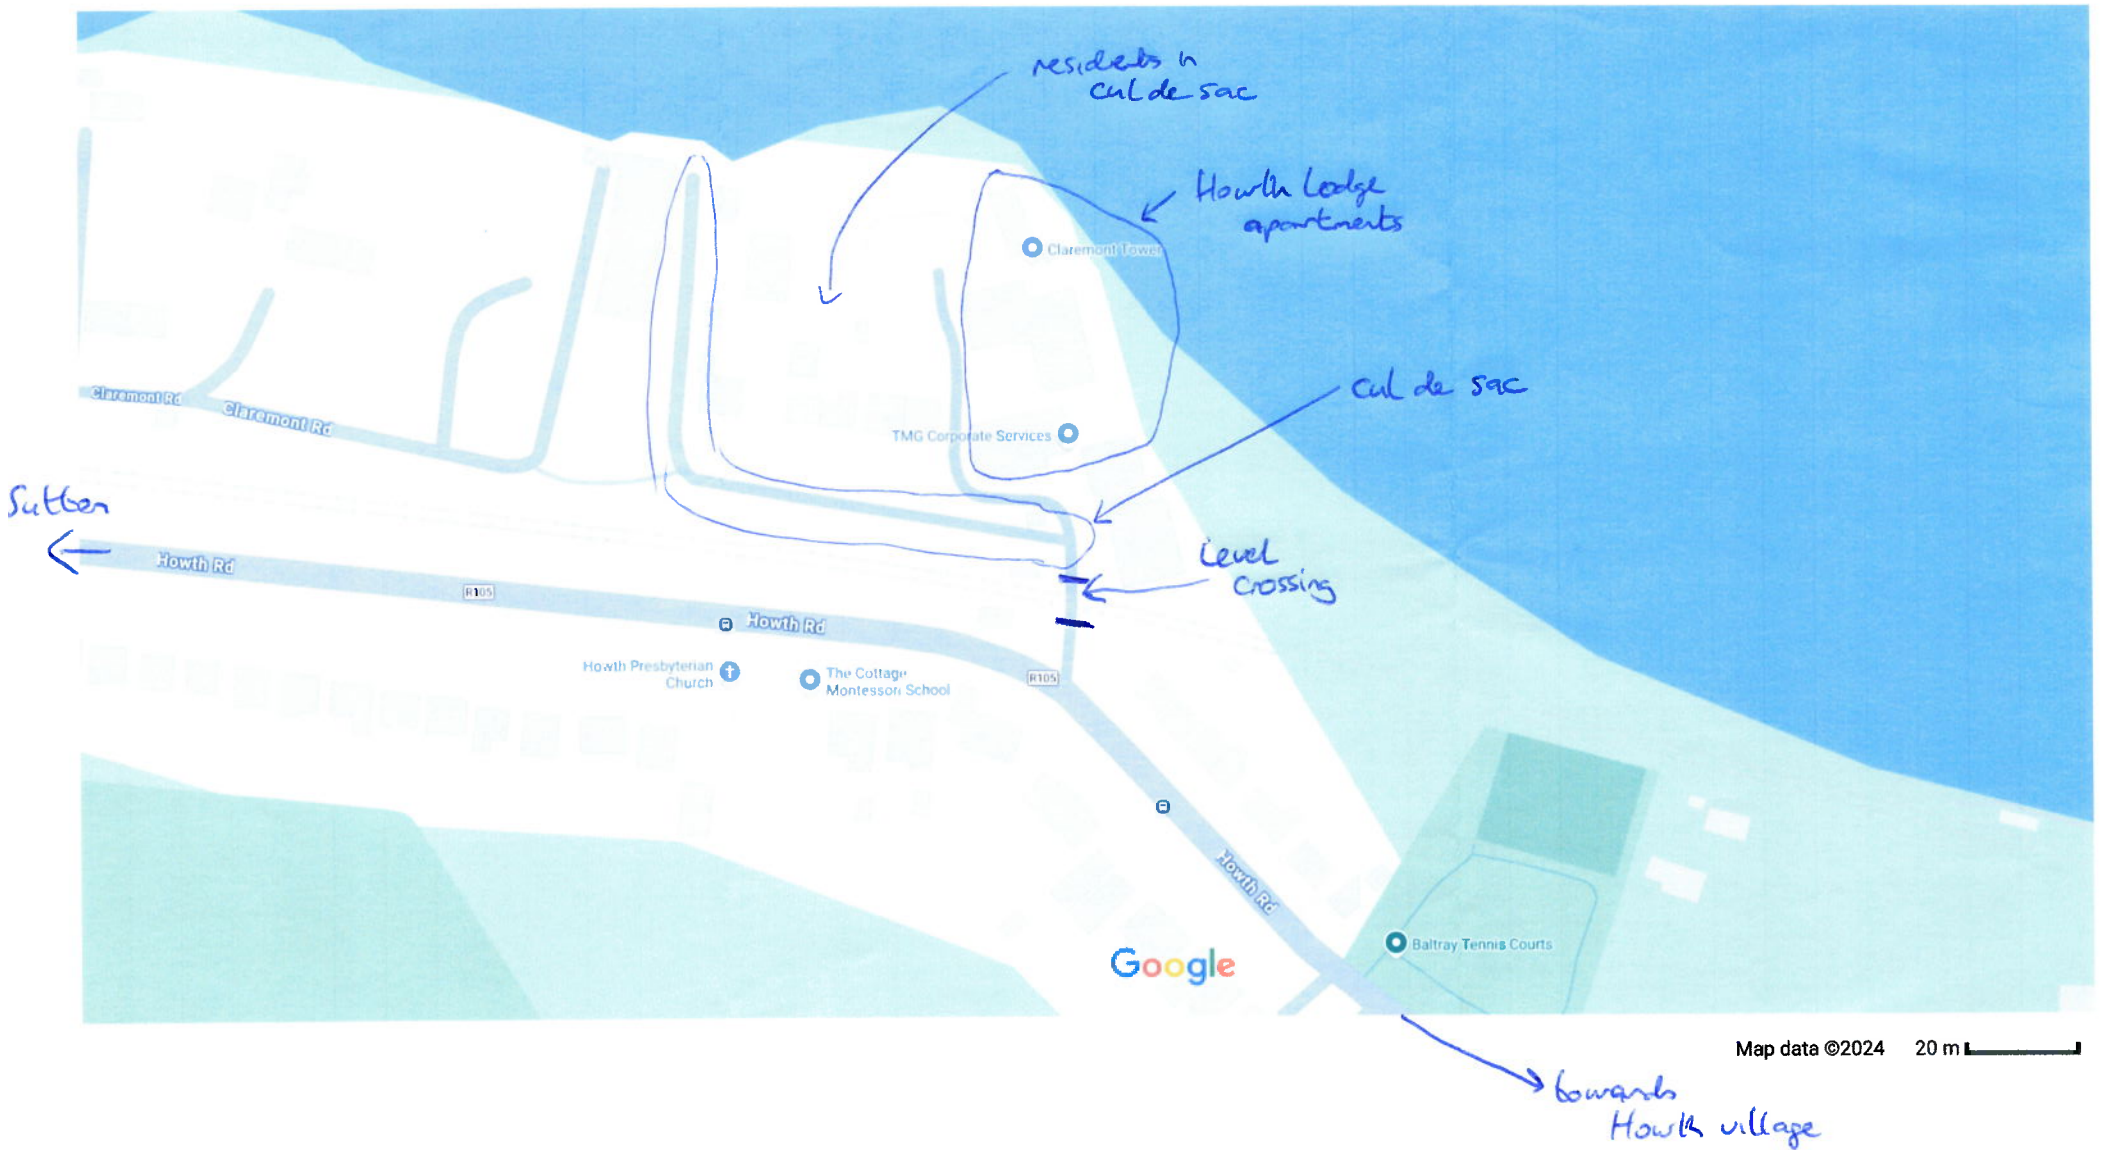 residents in
cul de sac
Howth Lodge
apartments
Claremont Tower
cul de sac
Claremont Rd
Claremont Rd
TMG Corporate Services
Sutton
Level
Crossing
Howth Rd
R105
Howth Rd
Howth Presbyterian
Church
The Cottage
Montessori School
R105
Howth Rd
Baltray Tennis Courts
Google
Map data ©2024 20 m
towards
Howth village